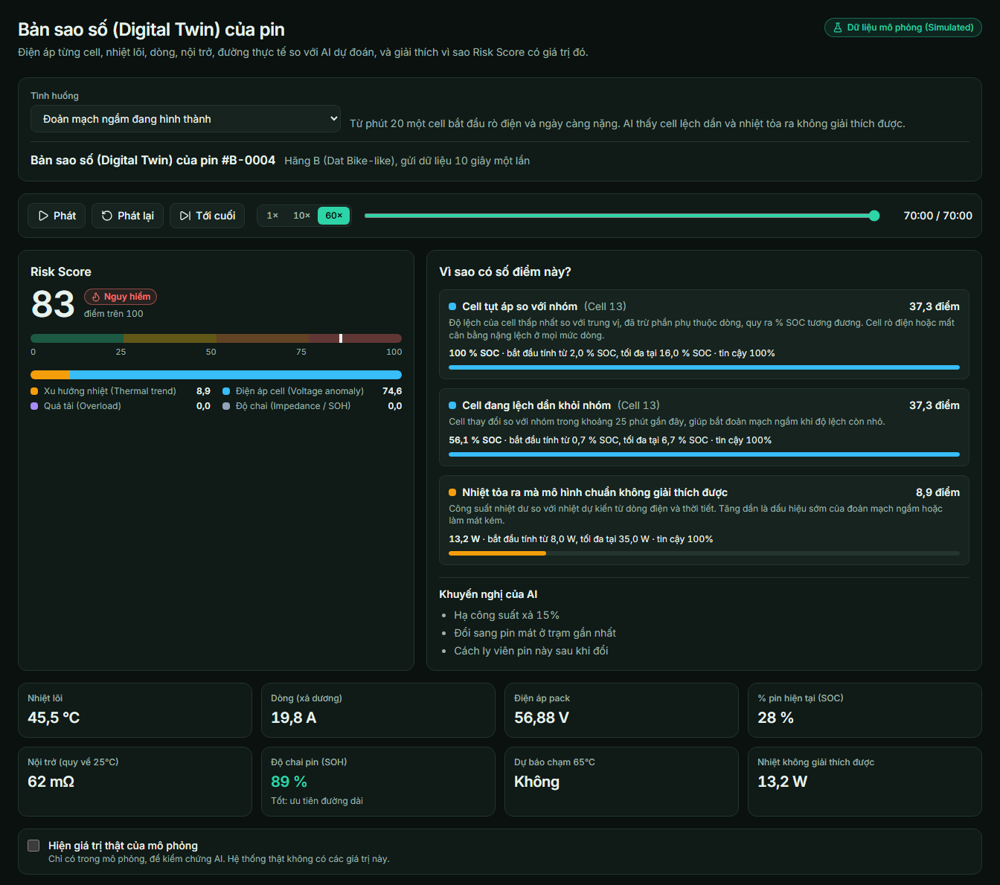 Bản sao số (Digital Twin) của pin
Dữ liệu mô phỏng (Simulated)
Điện áp từng cell, nhiệt lõi, dòng, nội trở, đường thực tế so với AI dự đoán, và giải thích vì sao Risk Score có giá trị đó.
Tình huống
Đoản mạch ngầm đang hình thành
Từ phút 20 một cell bắt đầu rò điện và ngày càng nặng. AI thấy cell lệch dần và nhiệt tỏa ra không giải thích được.
Bản sao số (Digital Twin) của pin #B-0004
Hãng B (Dat Bike-like), gửi dữ liệu 10 giây một lần
Phát
Phát lại
Tới cuối
1×
10×
60×
70:00 / 70:00
Risk Score
83
Nguy hiểm
điểm trên 100
0 25 50 75 100
Xu hướng nhiệt (Thermal trend) 8,9
Điện áp cell (Voltage anomaly) 74,6
Quá tải (Overload) 0,0
Độ chai (Impedance / SOH) 0,0
Vì sao có số điểm này?
Cell tụt áp so với nhóm (Cell 13) 37,3 điểm
Độ lệch của cell thấp nhất so với trung vị, đã trừ phần phụ thuộc dòng, quy ra % SOC tương đương. Cell rò điện hoặc mất
cân bằng nặng lệch ở mọi mức dòng.
100 % SOC · bắt đầu tính từ 2,0 % SOC, tối đa tại 16,0 % SOC · tin cậy 100%
Cell đang lệch dần khỏi nhóm (Cell 13) 37,3 điểm
Cell thay đổi so với nhóm trong khoảng 25 phút gần đây, giúp bắt đoản mạch ngầm khi độ lệch còn nhỏ.
56,1 % SOC · bắt đầu tính từ 0,7 % SOC, tối đa tại 6,7 % SOC · tin cậy 100%
Nhiệt tỏa ra mà mô hình chuẩn không giải thích được 8,9 điểm
Công suất nhiệt dư so với nhiệt dự kiến từ dòng điện và thời tiết. Tăng dần là dấu hiệu sớm của đoản mạch ngầm hoặc
làm mát kém.
13,2 W · bắt đầu tính từ 8,0 W, tối đa tại 35,0 W · tin cậy 100%
Khuyến nghị của AI
Hạ công suất xả 15%
Đổi sang pin mát ở trạm gần nhất
Cách ly viên pin này sau khi đổi
Nhiệt lõi
45,5 °C
Dòng (xả dương)
19,8 A
Điện áp pack
56,88 V
% pin hiện tại (SOC)
28 %
Nội trở (quy về 25°C)
62 mΩ
Độ chai pin (SOH)
89 %
Tốt: ưu tiên đường dài
Dự báo chạm 65°C
Không
Nhiệt không giải thích được
13,2 W
Hiện giá trị thật của mô phỏng
Chỉ có trong mô phỏng, để kiểm chứng AI. Hệ thống thật không có các giá trị này.